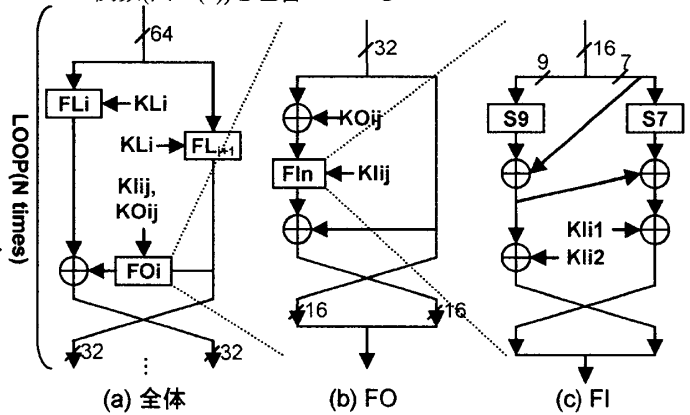 64
FLi
KLi
KLi
FLi+1
KIij,
KOij
FOi
LOOP(N times)
32
32
(a) 全体
32
KOij
FIn
KIij
16
16
(b) FO
16
9
7
S9
S7
KIi1
KIi2
(c) FI